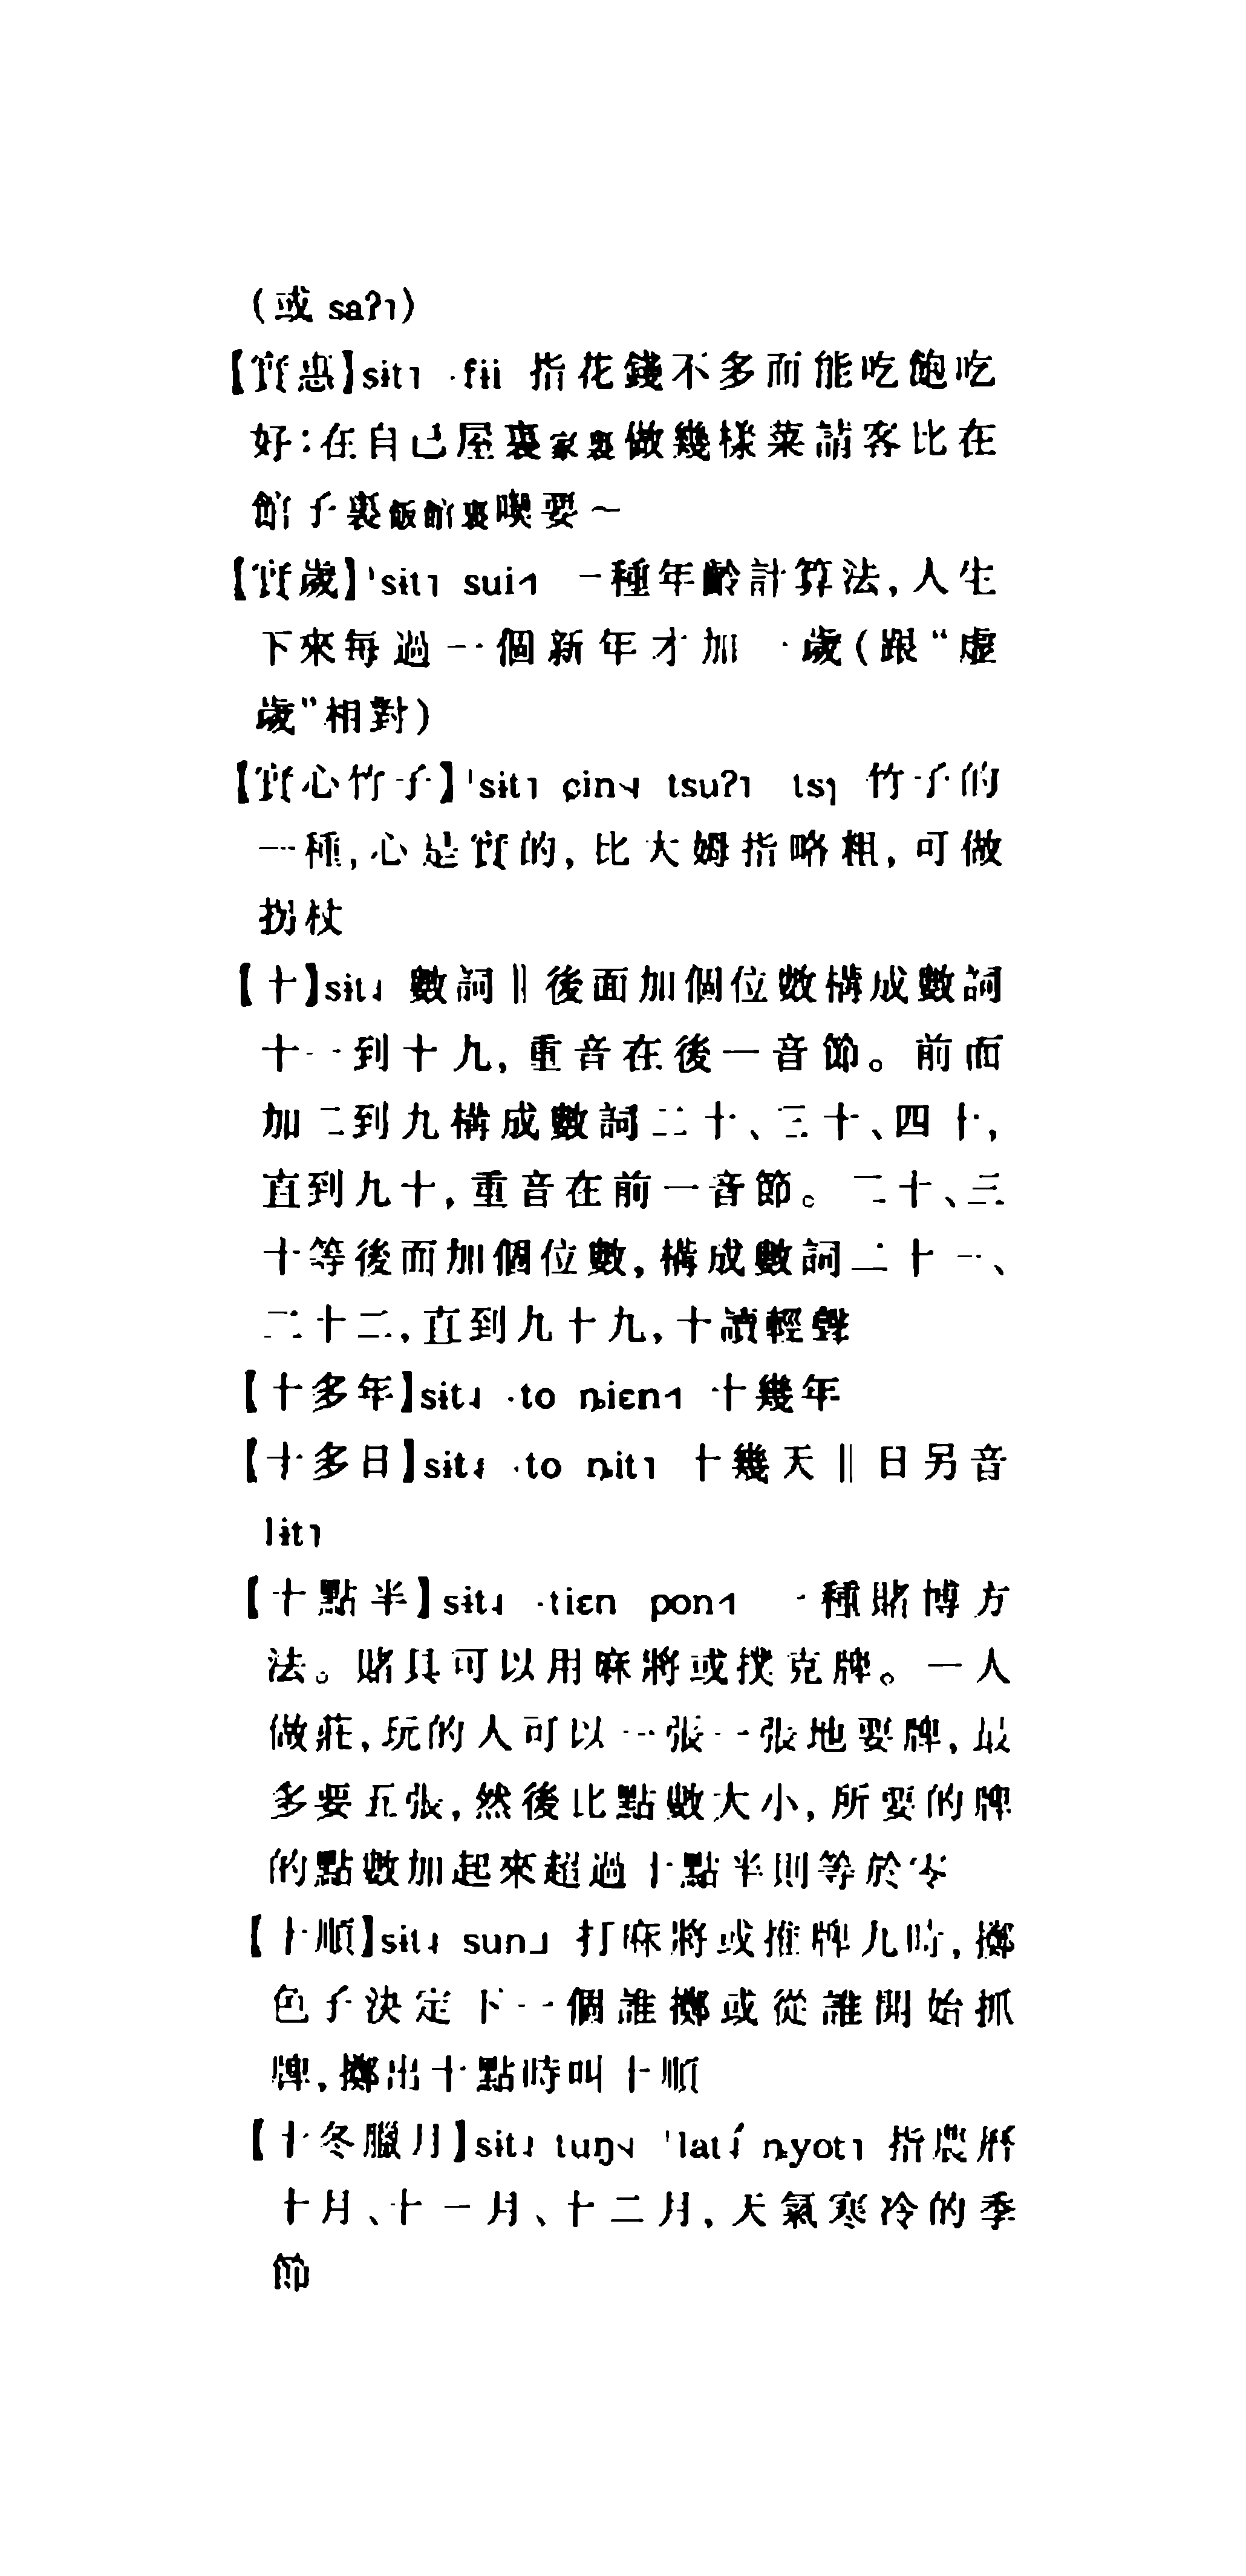 (或 saʔ˥)
【實惠】sɨt˥ ·fɨi 指花錢不多而能吃飽吃
好:在自己屋裏家裏做幾樣菜請客比在
館子裏飯館裏喫要～
【實歲】ˈsɨt˥ sui˧ 一種年齡計算法,人生
下來每過一個新年才加一歲(跟“虛
歲”相對)
【實心竹子】ˈsɨt˥ ɕin tsuʔ˥ tsɿ 竹子的
一種,心是實的,比大姆指略粗,可做
拐杖
【十】sɨt 數詞‖後面加個位數構成數詞
十一到十九,重音在後一音節。前面
加二到九構成數詞二十、三十、四十,
直到九十,重音在前一音節。二十、三
十等後面加個位數,構成數詞二十一、
二十二,直到九十九,十讀輕聲
【十多年】sɨt ·to ȵiɛn˧ 十幾年
【十多日】sɨt ·to ȵit˥ 十幾天‖日另音
lɨt˥
【十點半】sɨt ·tiɛn pon˧ 一種賭博方
法。賭具可以用麻將或撲克牌。一人
做莊,玩的人可以一張一張地要牌,最
多要五張,然後比點數大小,所要的牌
的點數加起來超過十點半則等於零
【十順】sɨt sun˩ 打麻將或推牌九時,擲
色子決定下一個誰擲或從誰開始抓
牌,擲出十點時叫十順
【十冬臘月】sɨt tuŋ ˈlat ȵyot˥ 指農曆
十月、十一月、十二月,天氣寒冷的季
節